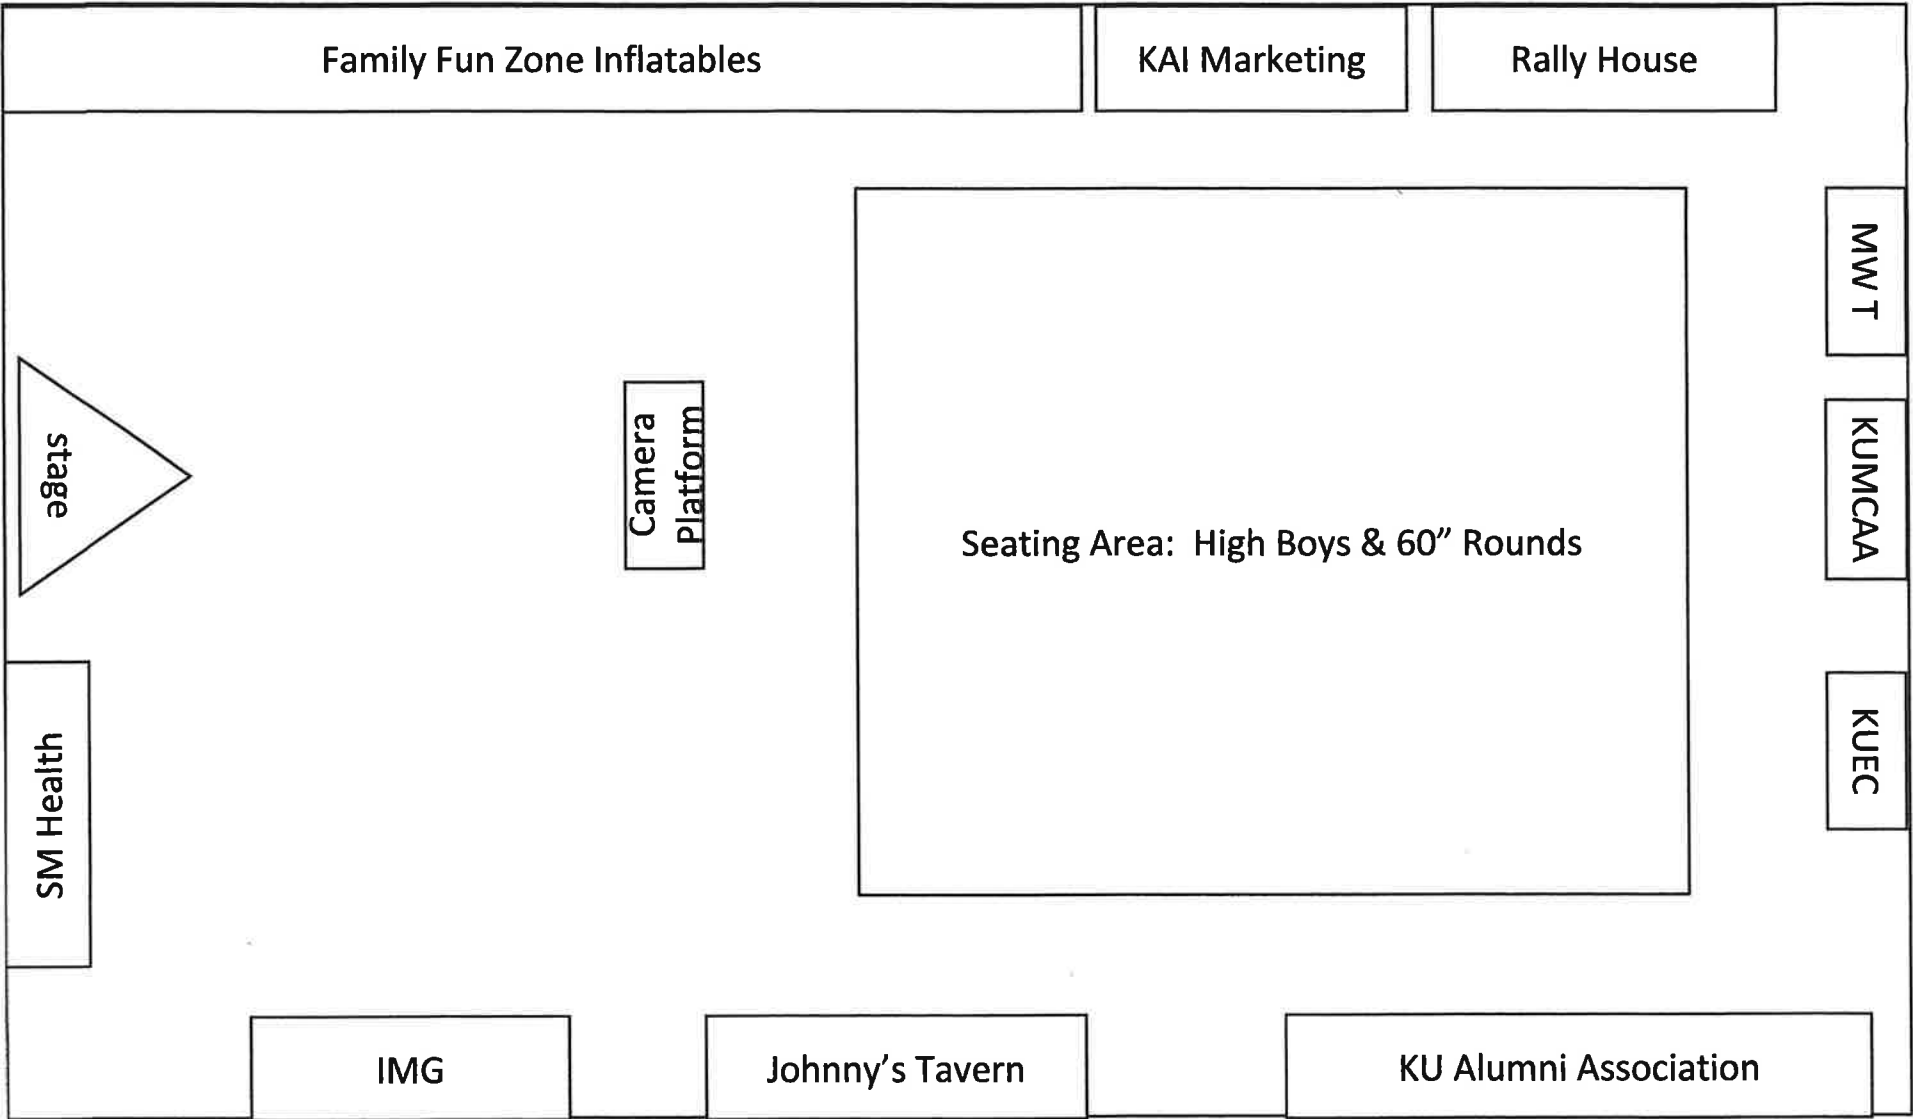 Family Fun Zone Inflatables
KAI Marketing
Rally House
MW T
stage
Camera
Platform
KUMCAA
Seating Area:  High Boys & 60” Rounds
SM Health
KUEC
IMG
Johnny’s Tavern
KU Alumni Association